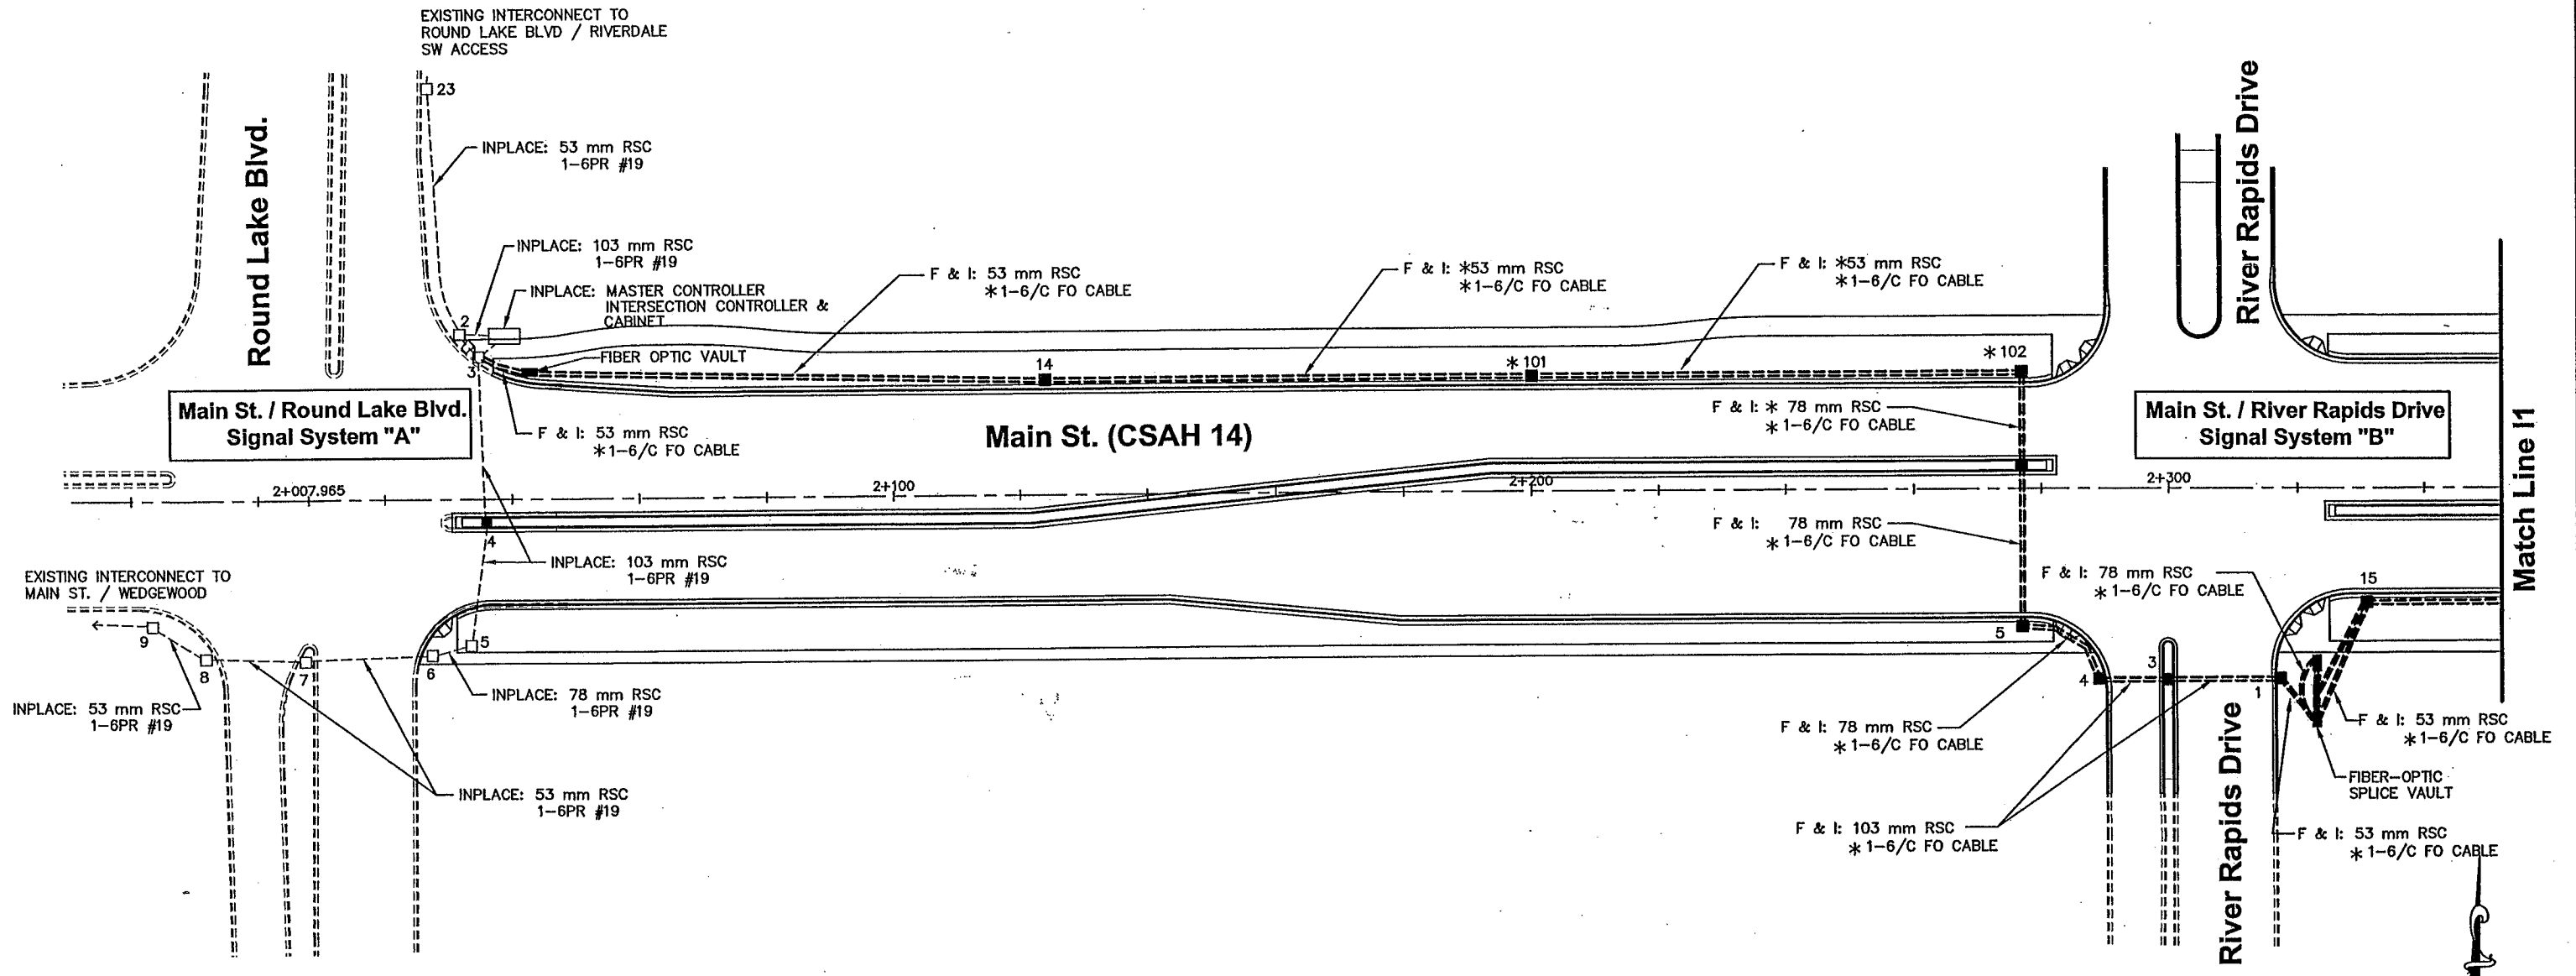 EXISTING INTERCONNECT TO
ROUND LAKE BLVD / RIVERDALE
SW ACCESS
23
Round Lake Blvd.
INPLACE: 53 mm RSC
1-6PR #19
INPLACE: 103 mm RSC
1-6PR #19
INPLACE: MASTER CONTROLLER
INTERSECTION CONTROLLER &
CABINET
2
3
FIBER OPTIC VAULT
F & I: 53 mm RSC
*1-6/C FO CABLE
F & I: *53 mm RSC
*1-6/C FO CABLE
F & I: *53 mm RSC
*1-6/C FO CABLE
River Rapids Drive
14
*101
*102
Main St. / Round Lake Blvd.
Signal System "A"
F & I: 53 mm RSC
*1-6/C FO CABLE
Main St. (CSAH 14)
F & I: * 78 mm RSC
*1-6/C FO CABLE
Main St. / River Rapids Drive
Signal System "B"
Match Line I1
2+007.965
2+100
2+200
2+300
4
F & I: 78 mm RSC
*1-6/C FO CABLE
INPLACE: 103 mm RSC
1-6PR #19
EXISTING INTERCONNECT TO
MAIN ST. / WEDGEWOOD
F & I: 78 mm RSC
*1-6/C FO CABLE
15
9
8
7
6
5
5
4
3
1
INPLACE: 53 mm RSC
1-6PR #19
INPLACE: 78 mm RSC
1-6PR #19
F & I: 78 mm RSC
*1-6/C FO CABLE
F & I: 53 mm RSC
*1-6/C FO CABLE
INPLACE: 53 mm RSC
1-6PR #19
FIBER-OPTIC
SPLICE VAULT
F & I: 103 mm RSC
*1-6/C FO CABLE
River Rapids Drive
F & I: 53 mm RSC
*1-6/C FO CABLE